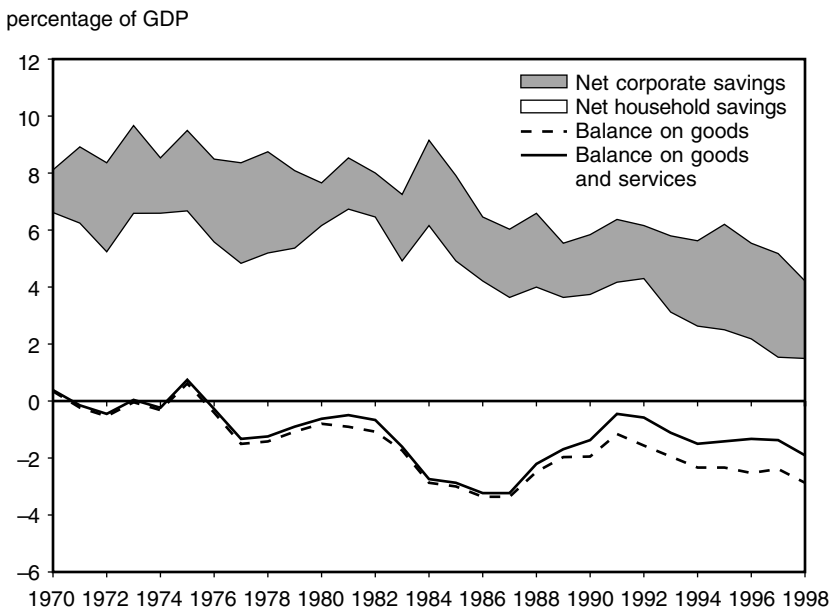 percentage of GDP
12
10
8
6
4
2
0
–2
–4
–6
Net corporate savings
Net household savings
Balance on goods
Balance on goods
and services
1970 1972 1974 1976 1978 1980 1982 1984 1986 1988 1990 1992 1994 1996 1998